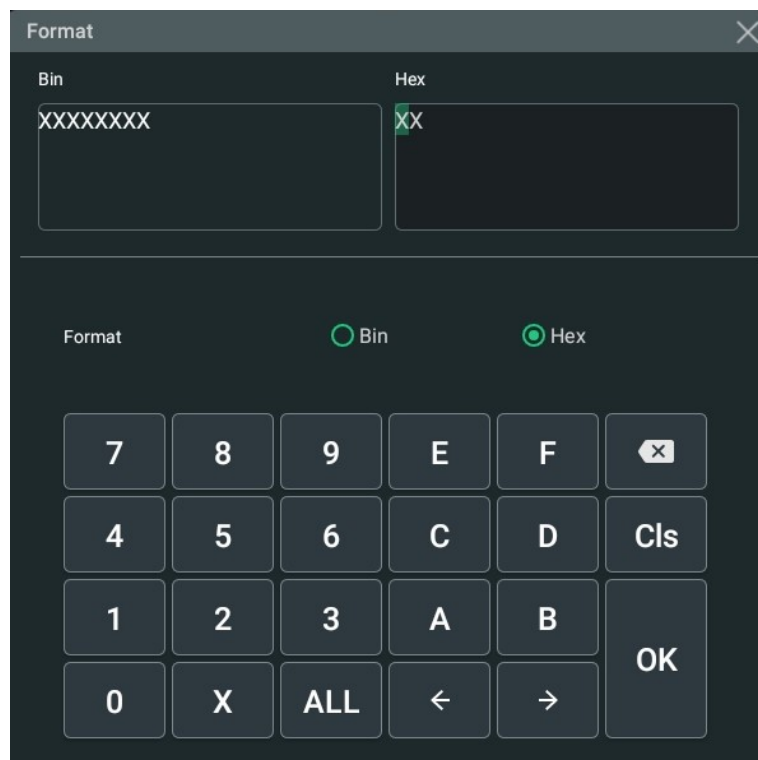 Format
Bin Hex
XXXXXXXX XX
Format Bin Hex
7 8 9 E F
4 5 6 C D Cls
1 2 3 A B
OK
0 X ALL ← →